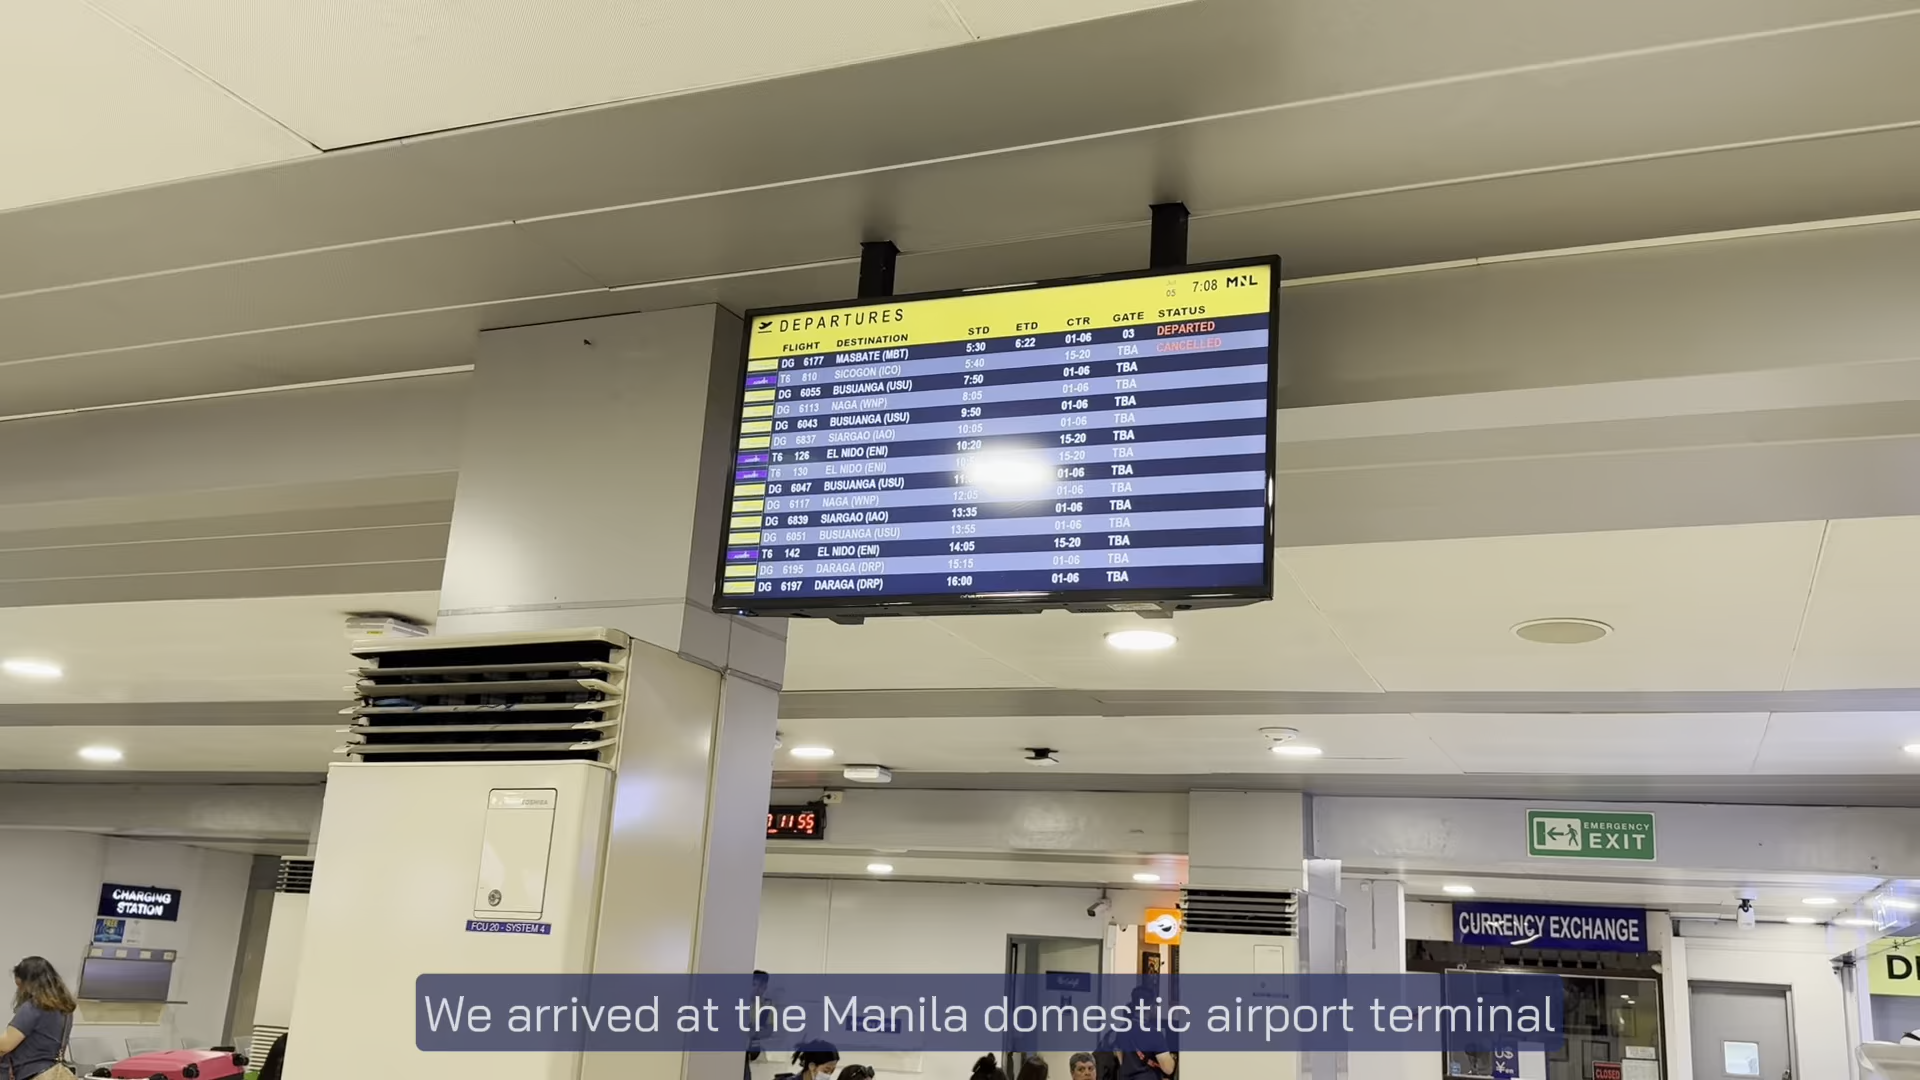 05 7:08 MNL
DEPARTURES
FLIGHT DESTINATION STD ETD CTR GATE STATUS
DG 6177 MASBATE (MBT) 5:30 6:22 01-06 03 DEPARTED
T6 810 SICOGON (ICO) 5:40 15-20 TBA CANCELLED
DG 6055 BUSUANGA (USU) 7:50 01-06 TBA
DG 6113 NAGA (WNP) 8:05 01-06 TBA
DG 6043 BUSUANGA (USU) 9:50 01-06 TBA
DG 6837 SIARGAO (IAO) 10:05 01-06 TBA
T6 126 EL NIDO (ENI) 10:20 15-20 TBA
T6 130 EL NIDO (ENI) 15-20 TBA
DG 6047 BUSUANGA (USU) 01-06 TBA
DG 6117 NAGA (WNP) 12:05 01-06 TBA
DG 6839 SIARGAO (IAO) 13:35 01-06 TBA
DG 6051 BUSUANGA (USU) 13:55 01-06 TBA
T6 142 EL NIDO (ENI) 14:05 15-20 TBA
DG 6195 DARAGA (DRP) 15:15 01-06 TBA
DG 6197 DARAGA (DRP) 16:00 01-06 TBA
TOSHIBA
11 55
EMERGENCY
EXIT
CHARGING
STATION
FCU 20 - SYSTEM 4
CURRENCY EXCHANGE
We arrived at the Manila domestic airport terminal
CLOSED